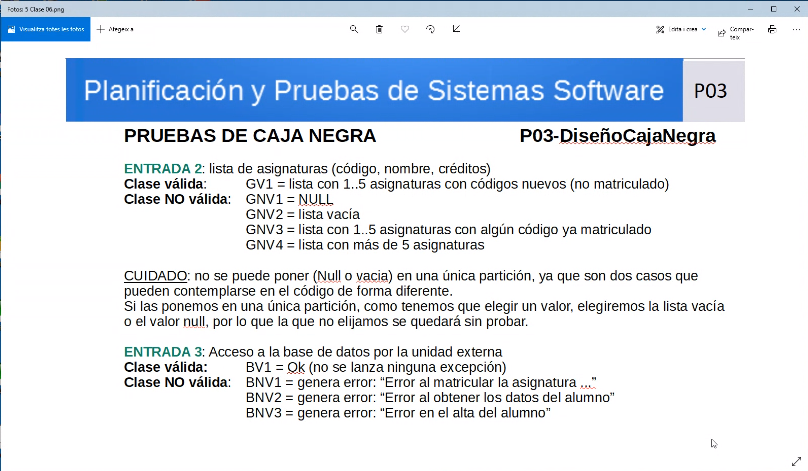 Fotos: 5 Clase 06.png
Visualitza totes les fotos
Afegeix a
Edita i crea
Compar-
teix
Planificación y Pruebas de Sistemas Software
P03
PRUEBAS DE CAJA NEGRA P03-DiseñoCajaNegra
ENTRADA 2: lista de asignaturas (código, nombre, créditos)
Clase válida: GV1 = lista con 1..5 asignaturas con códigos nuevos (no matriculado)
Clase NO válida: GNV1 = NULL
GNV2 = lista vacía
GNV3 = lista con 1..5 asignaturas con algún código ya matriculado
GNV4 = lista con más de 5 asignaturas
CUIDADO: no se puede poner (Null o vacia) en una única partición, ya que son dos casos que
pueden contemplarse en el código de forma diferente.
Si las ponemos en una única partición, como tenemos que elegir un valor, elegiremos la lista vacía
o el valor null, por lo que la que no elijamos se quedará sin probar.
ENTRADA 3: Acceso a la base de datos por la unidad externa
Clase válida: BV1 = Ok (no se lanza ninguna excepción)
Clase NO válida: BNV1 = genera error: “Error al matricular la asignatura ...”
BNV2 = genera error: “Error al obtener los datos del alumno”
BNV3 = genera error: “Error en el alta del alumno”